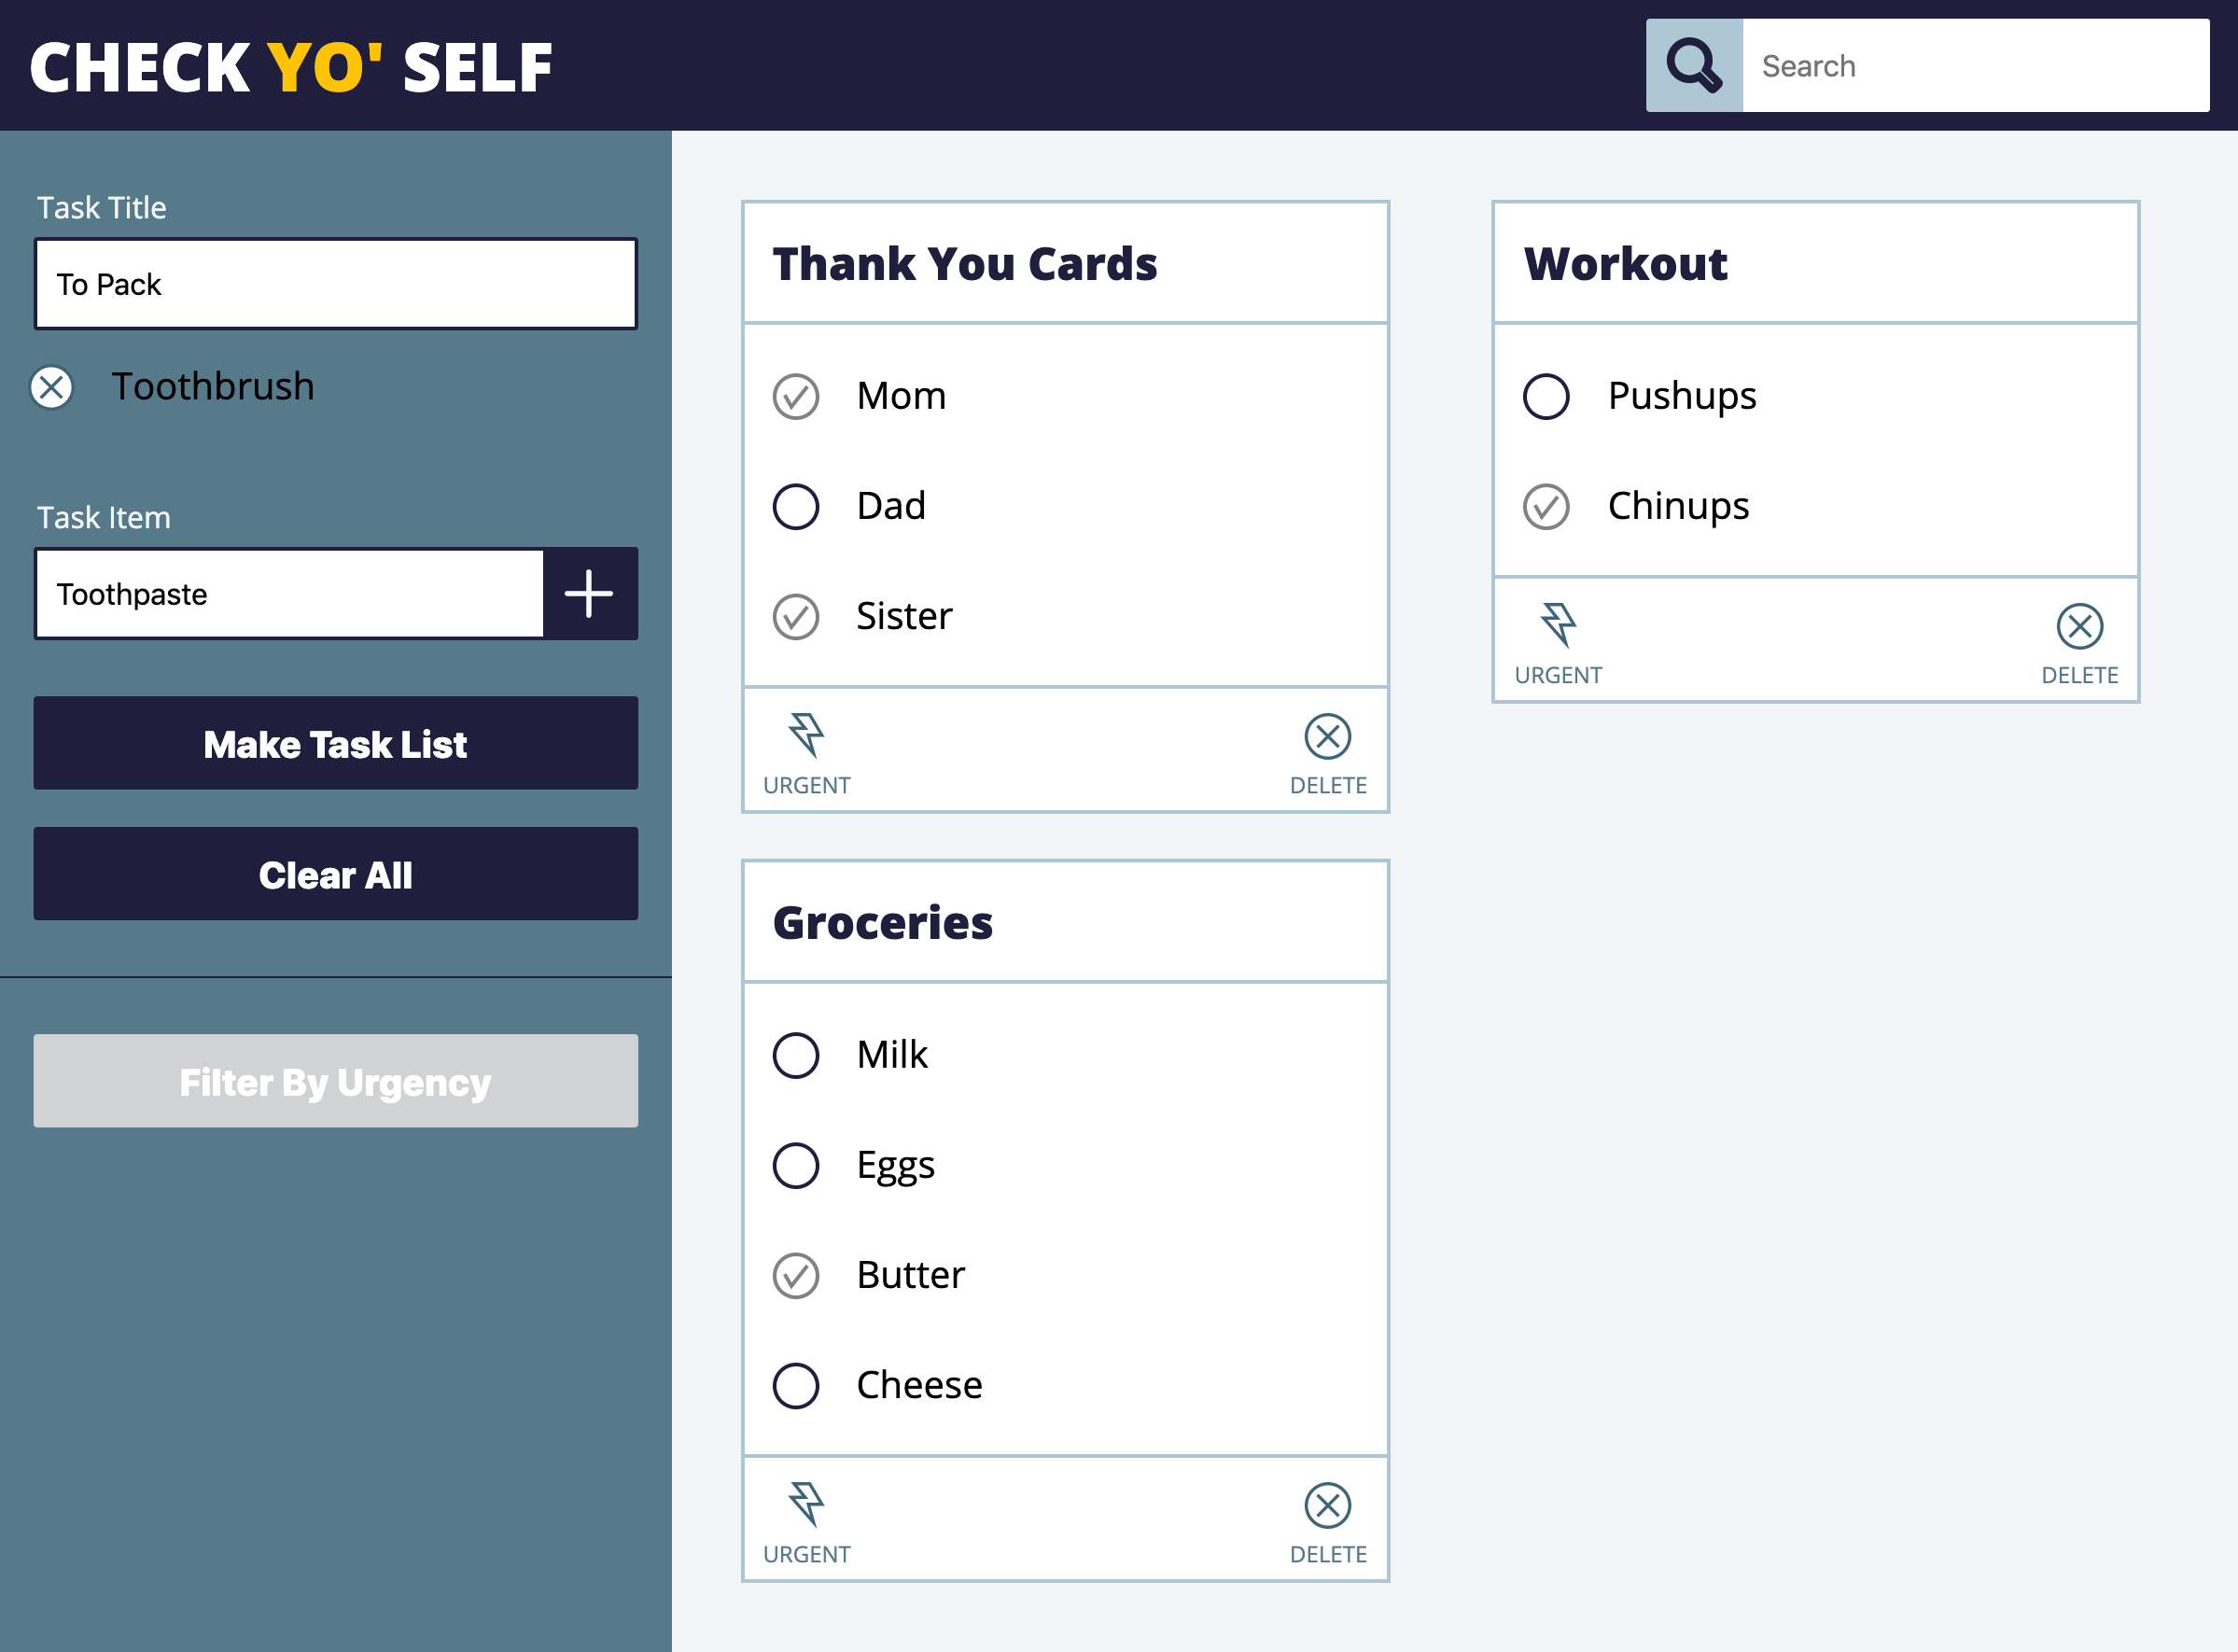 CHECK YO' SELF
Search
Task Title
To Pack
Toothbrush
Task Item
Toothpaste
Make Task List
Clear All
Filter By Urgency
Thank You Cards
Mom
Dad
Sister
URGENT
DELETE
Workout
Pushups
Chinups
URGENT
DELETE
Groceries
Milk
Eggs
Butter
Cheese
URGENT
DELETE